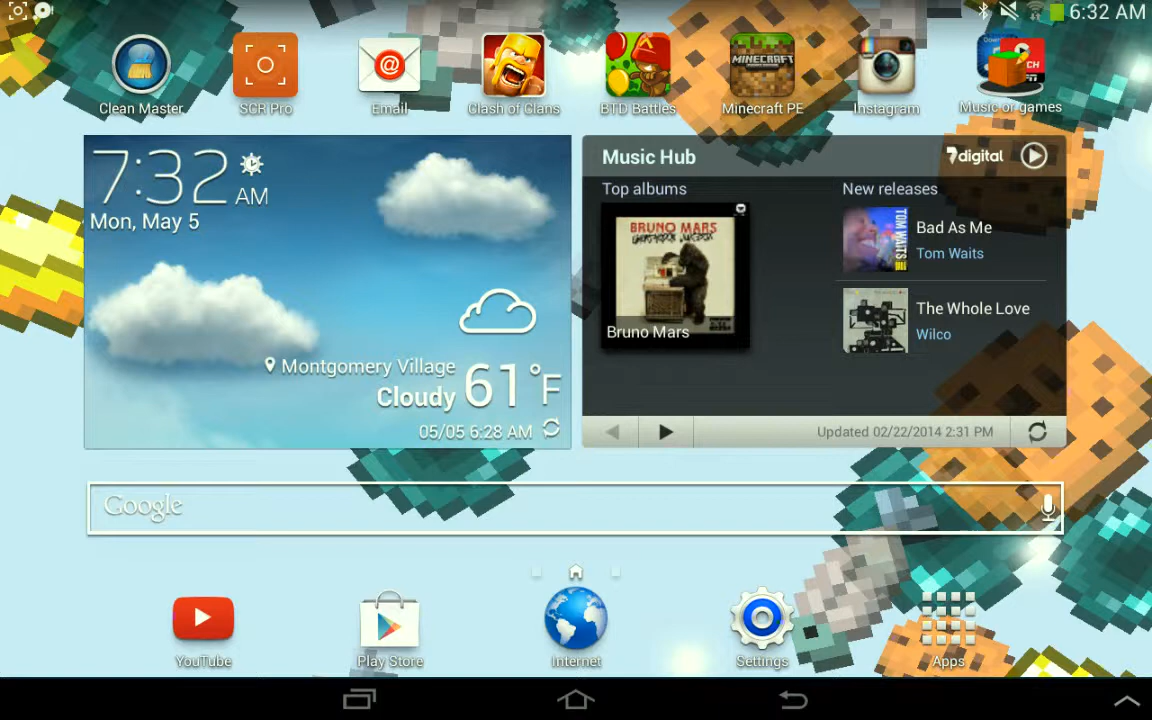 6:32 AM
Clean Master
SCR Pro
Email
Clash of Clans
BTD Battles
MINECRAFT
Minecraft PE
Instagram
Music or games
7:32 AM
Mon, May 5
Montgomery Village
Cloudy 61°F
05/05 6:28 AM
Music Hub
7digital
Top albums
New releases
BRUNO MARS
Bruno Mars
TOM WAITS
Bad As Me
Tom Waits
The Whole Love
Wilco
Updated 02/22/2014 2:31 PM
Google
YouTube
Play Store
Internet
Settings
Apps